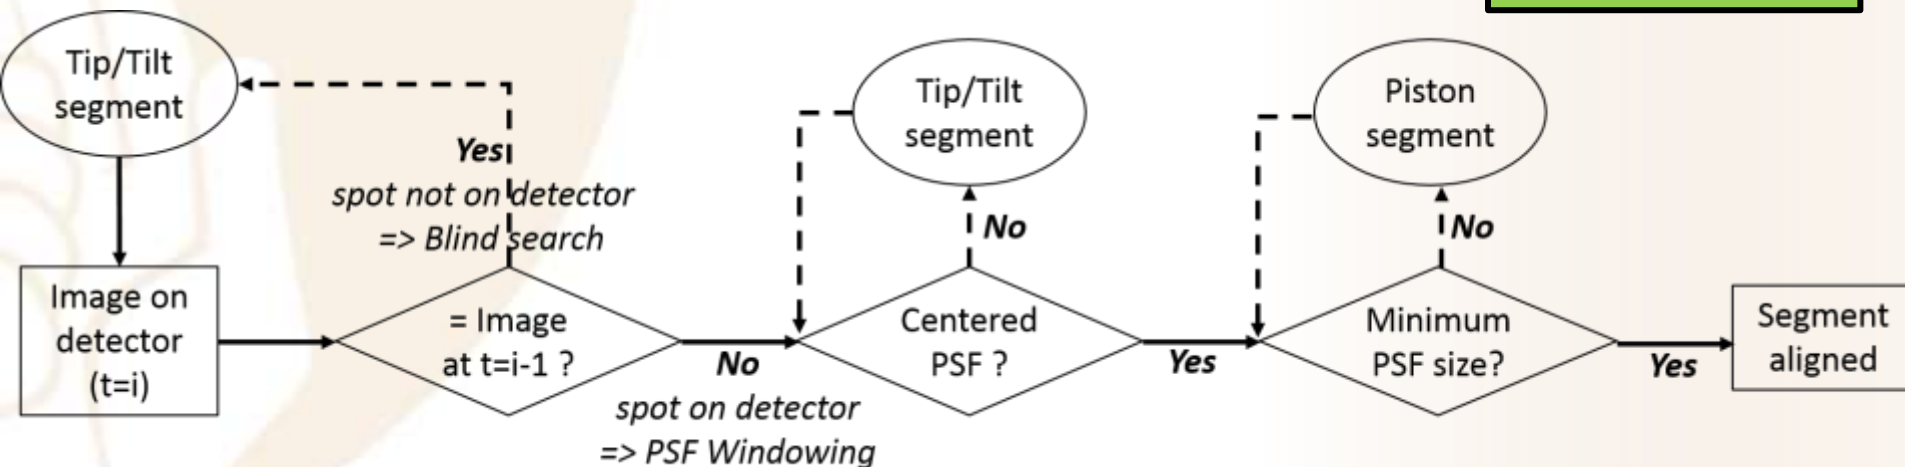 Tip/Tilt
segment
Yes
spot not on detector
=> Blind search
Image on
detector
(t=i)
= Image
at t=i-1 ?
No
spot on detector
=> PSF Windowing
Tip/Tilt
segment
No
Centered
PSF ?
Yes
Piston
segment
No
Minimum
PSF size?
Yes
Segment
aligned